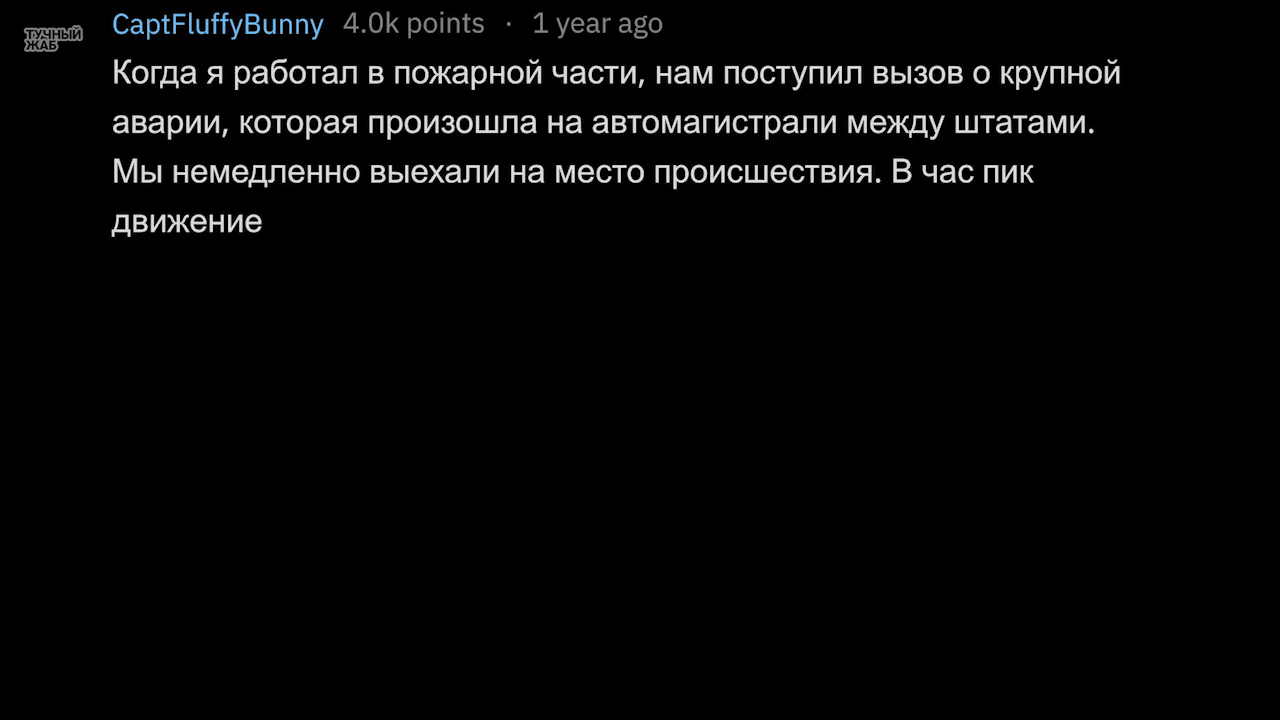 ТУЧНЫЙ
ЖАБ
CaptFluffyBunny 4.0k points · 1 year ago
Когда я работал в пожарной части, нам поступил вызов о крупной
аварии, которая произошла на автомагистрали между штатами.
Мы немедленно выехали на место происшествия. В час пик
движение